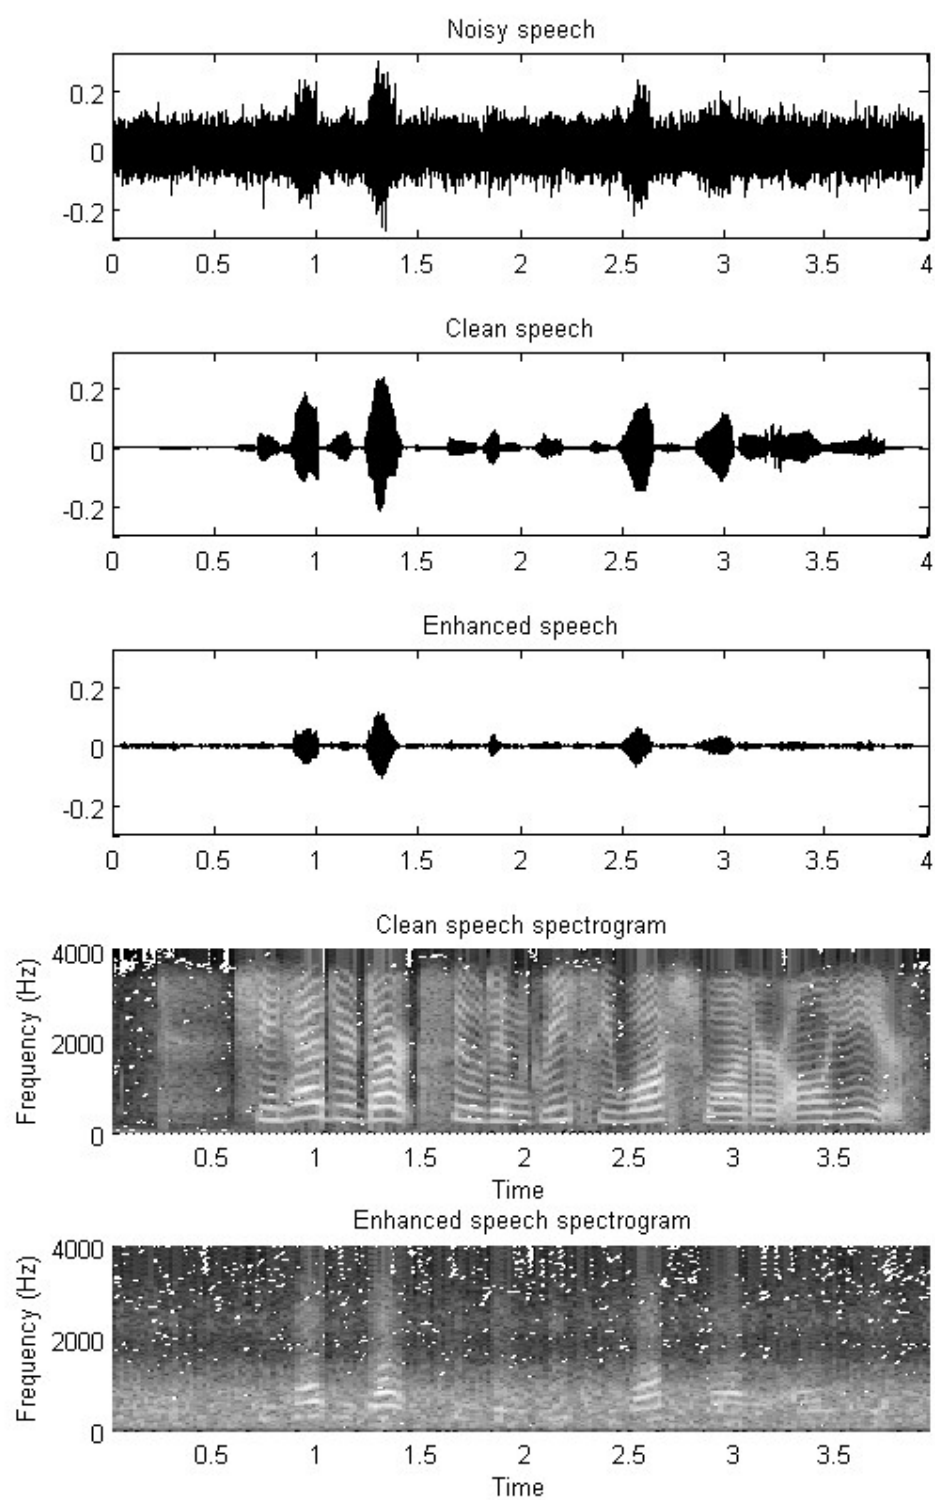 Noisy speech
0.2
0
-0.2
0 0.5 1 1.5 2 2.5 3 3.5 4
Clean speech
0.2
0
-0.2
0 0.5 1 1.5 2 2.5 3 3.5 4
Enhanced speech
0.2
0
-0.2
0 0.5 1 1.5 2 2.5 3 3.5 4
Clean speech spectrogram
Frequency (Hz)
4000
2000
0
0.5 1 1.5 2 2.5 3 3.5
Time
Enhanced speech spectrogram
Frequency (Hz)
4000
2000
0
0.5 1 1.5 2 2.5 3 3.5
Time